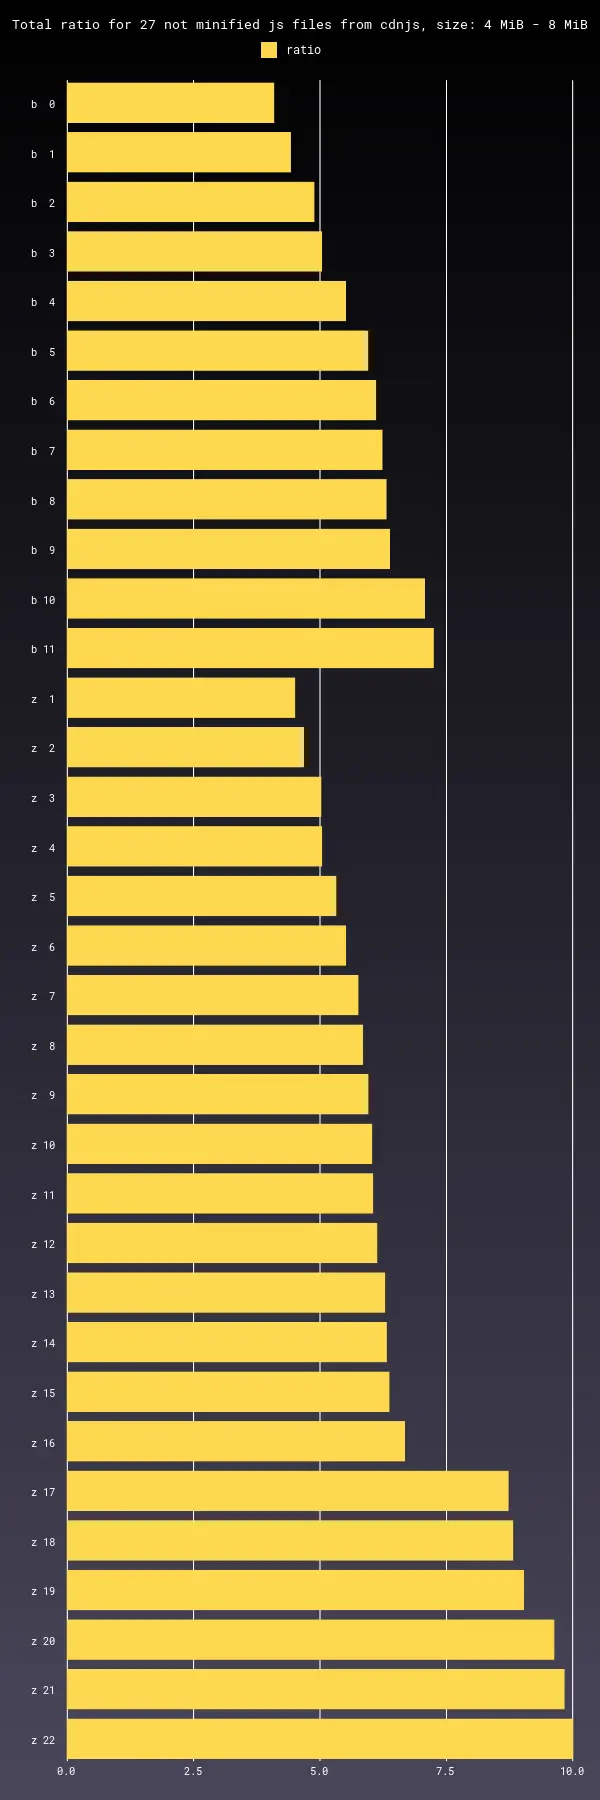 Total ratio for 27 not minified js files from cdnjs, size: 4 MiB - 8 MiB
ratio
b 0
b 1
b 2
b 3
b 4
b 5
b 6
b 7
b 8
b 9
b 10
b 11
z 1
z 2
z 3
z 4
z 5
z 6
z 7
z 8
z 9
z 10
z 11
z 12
z 13
z 14
z 15
z 16
z 17
z 18
z 19
z 20
z 21
z 22
0.0 2.5 5.0 7.5 10.0